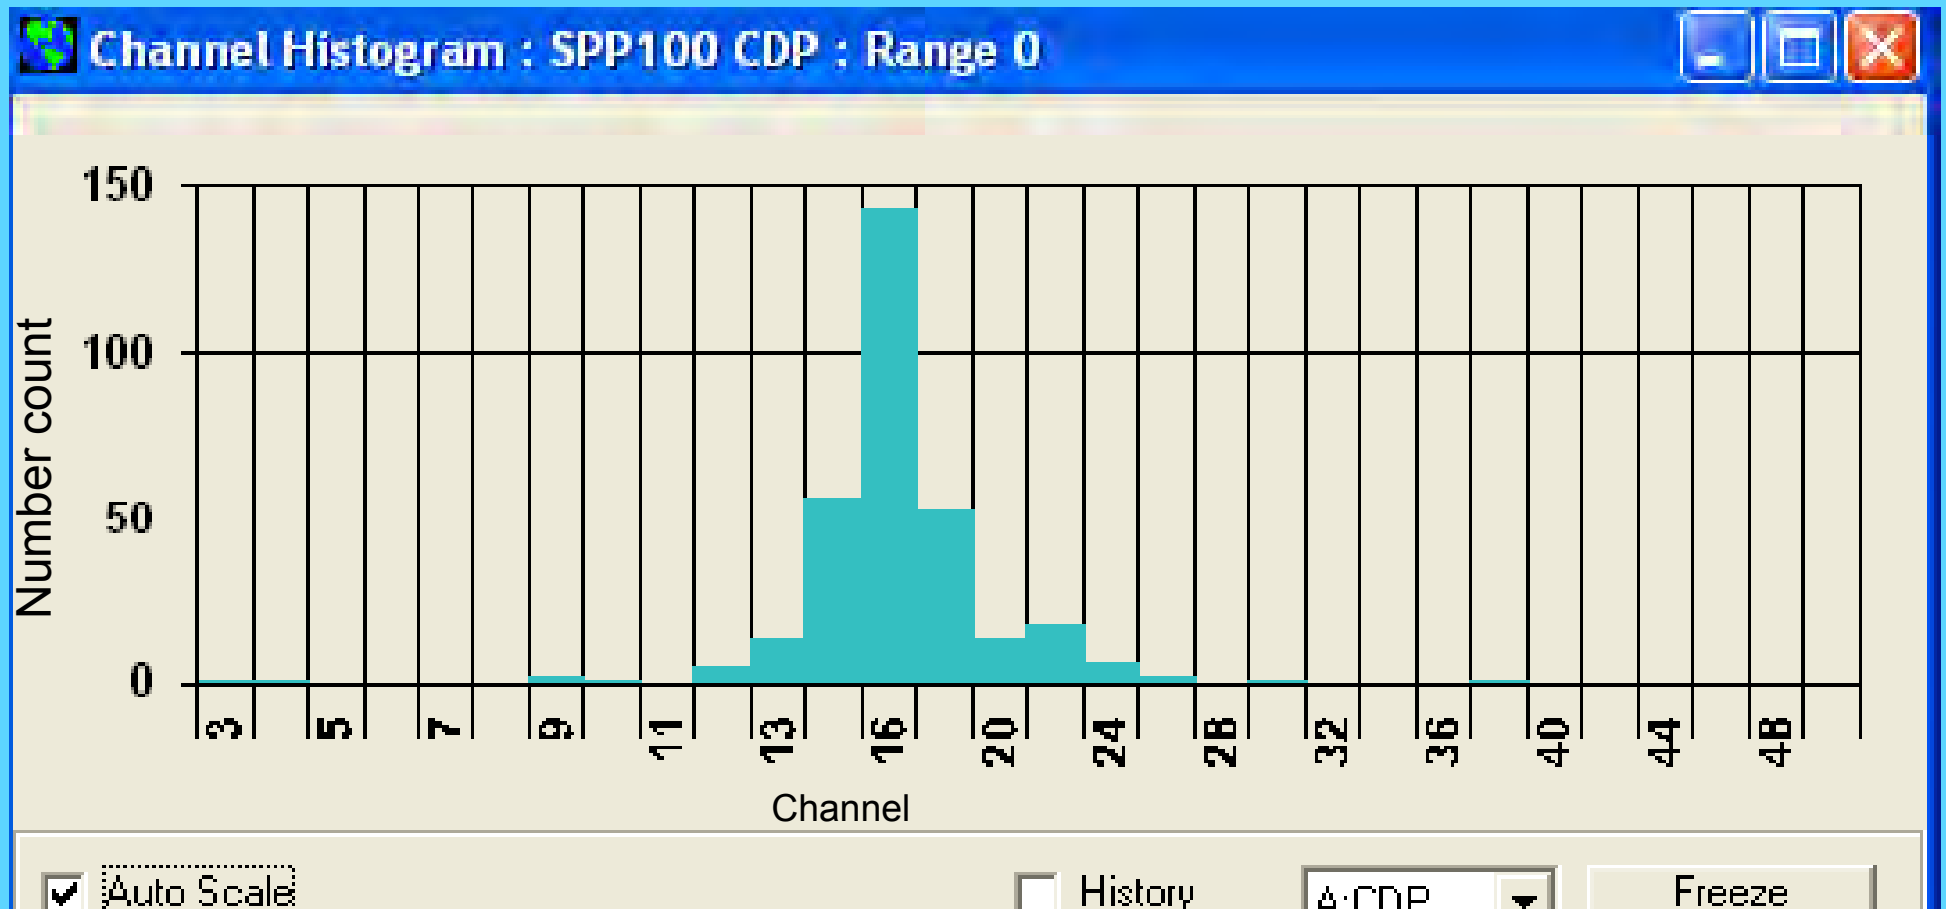 Channel Histogram : SPP100 CDP : Range 0
150
100
50
0
Number count
3 5 7 9 11 13 16 20 24 28 32 36 40 44 48
Channel
Auto Scale
History
A:CDP
Freeze